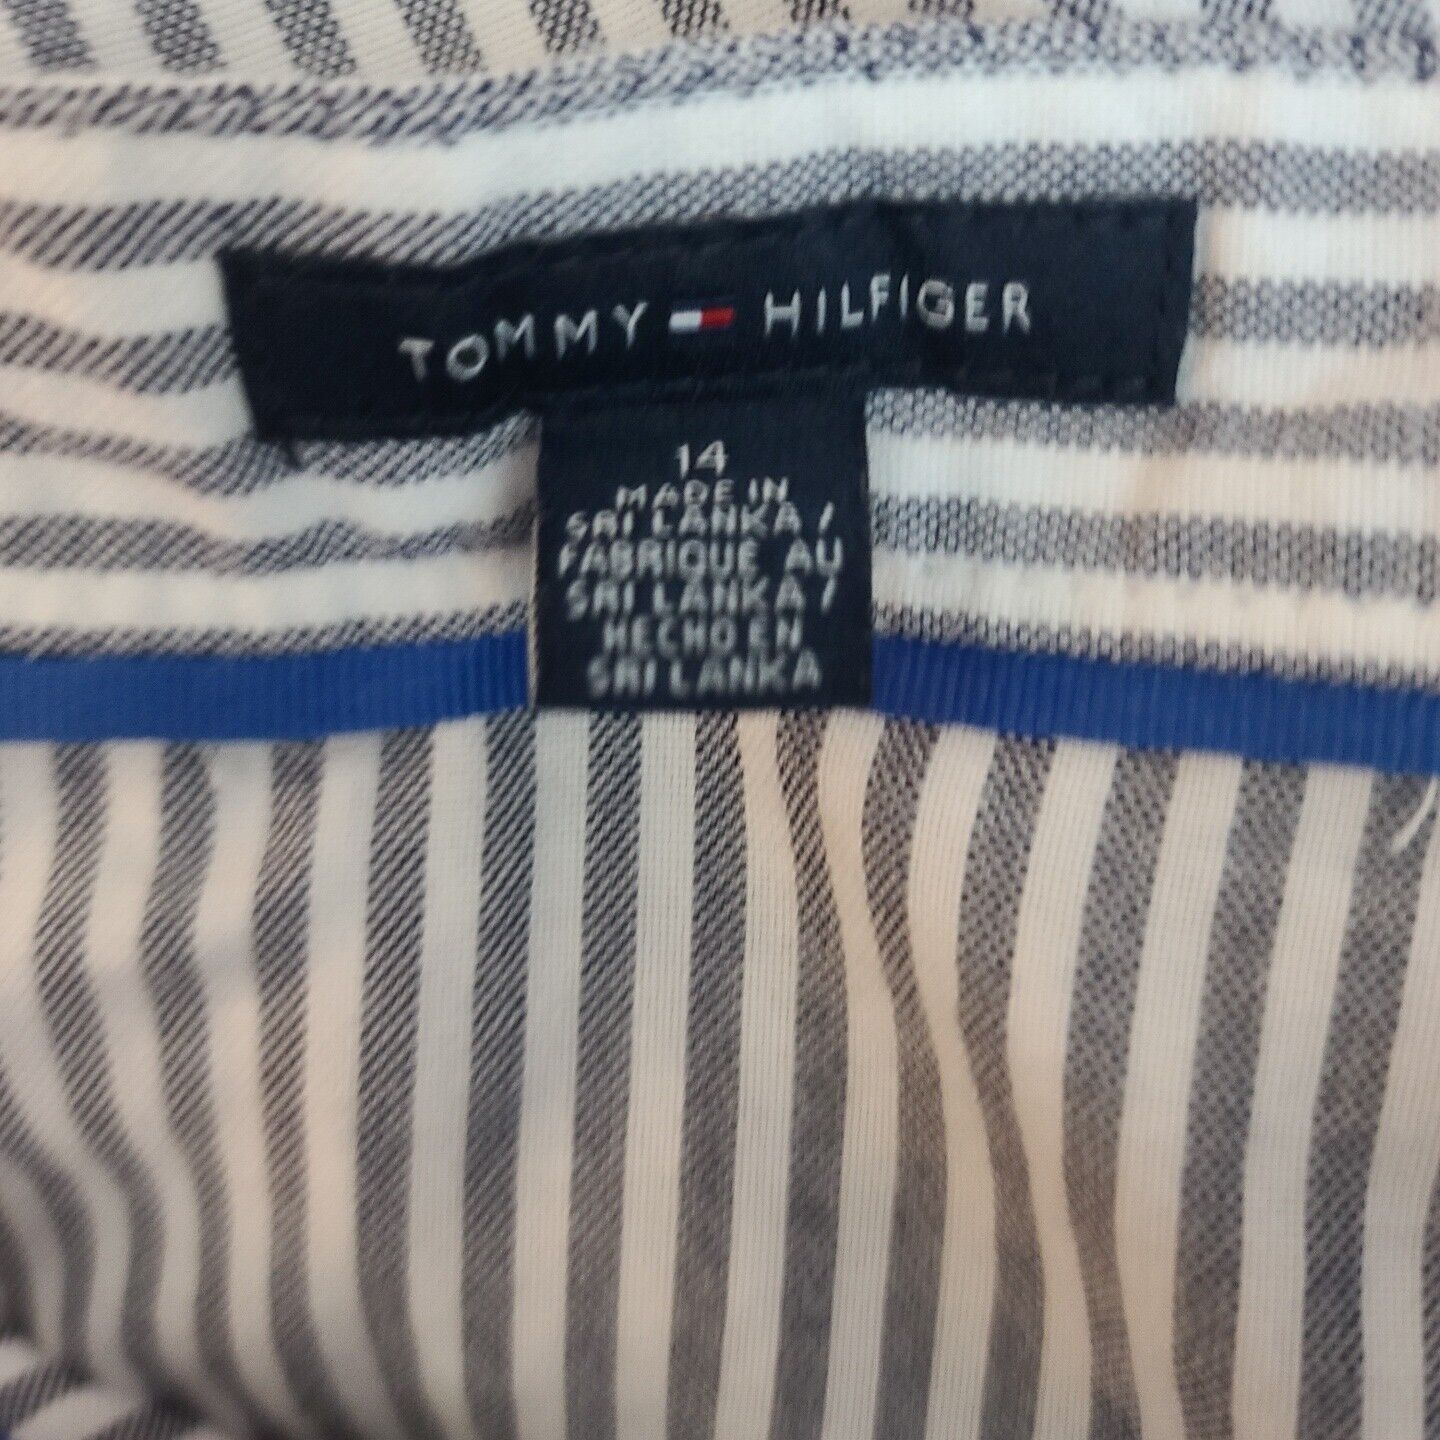 TOMMY HILFIGER
14
MADE IN
SRI LANKA /
FABRIQUE AU
SRI LANKA /
HECHO EN
SRI LANKA